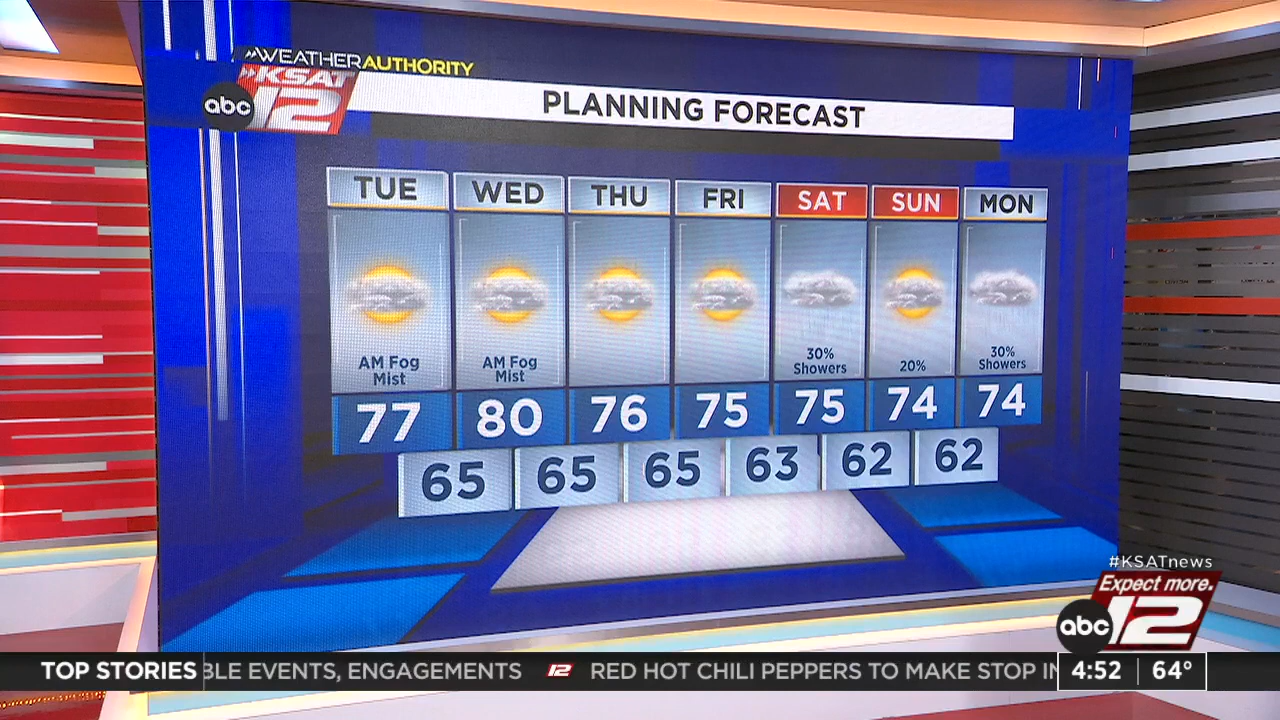 »WEATHERAUTHORITY
»KSAT
abc 12
PLANNING FORECAST
TUE WED THU FRI SAT SUN MON
AM Fog Mist
AM Fog Mist
30% Showers
20%
30% Showers
77 80 76 75 75 74 74
65 65 65 63 62 62
#KSATnews
Expect more.
abc 12
TOP STORIES BLE EVENTS, ENGAGEMENTS 12 RED HOT CHILI PEPPERS TO MAKE STOP IN 4:52 64°